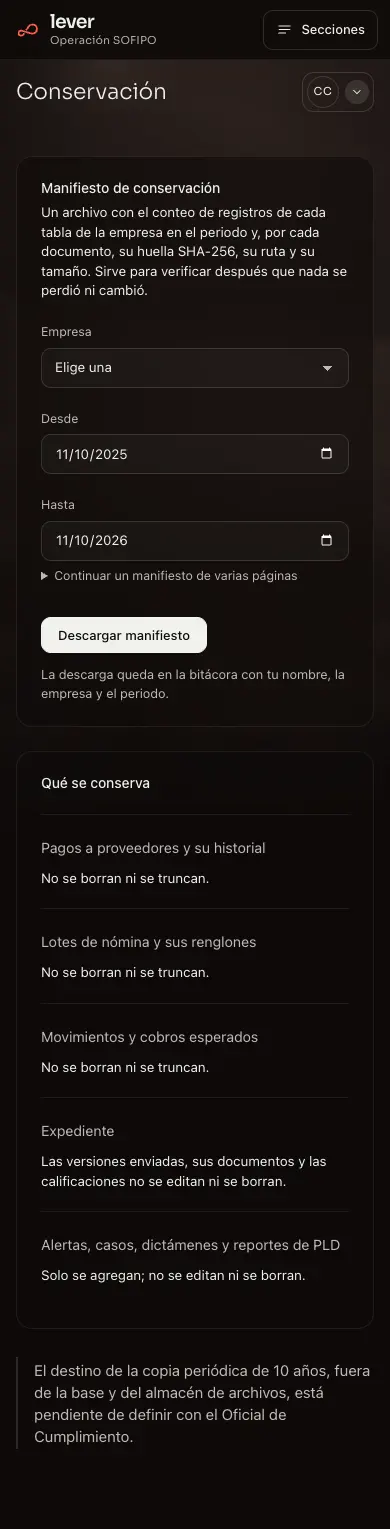 lever
Operación SOFIPO
Secciones
Conservación
CC
Manifiesto de conservación
Un archivo con el conteo de registros de cada
tabla de la empresa en el periodo y, por cada
documento, su huella SHA-256, su ruta y su
tamaño. Sirve para verificar después que nada se
perdió ni cambió.
Empresa
Elige una
Desde
11/10/2025
Hasta
11/10/2026
Continuar un manifiesto de varias páginas
Descargar manifiesto
La descarga queda en la bitácora con tu nombre, la
empresa y el periodo.
Qué se conserva
Pagos a proveedores y su historial
No se borran ni se truncan.
Lotes de nómina y sus renglones
No se borran ni se truncan.
Movimientos y cobros esperados
No se borran ni se truncan.
Expediente
Las versiones enviadas, sus documentos y las
calificaciones no se editan ni se borran.
Alertas, casos, dictámenes y reportes de PLD
Solo se agregan; no se editan ni se borran.
El destino de la copia periódica de 10 años, fuera
de la base y del almacén de archivos, está
pendiente de definir con el Oficial de
Cumplimiento.